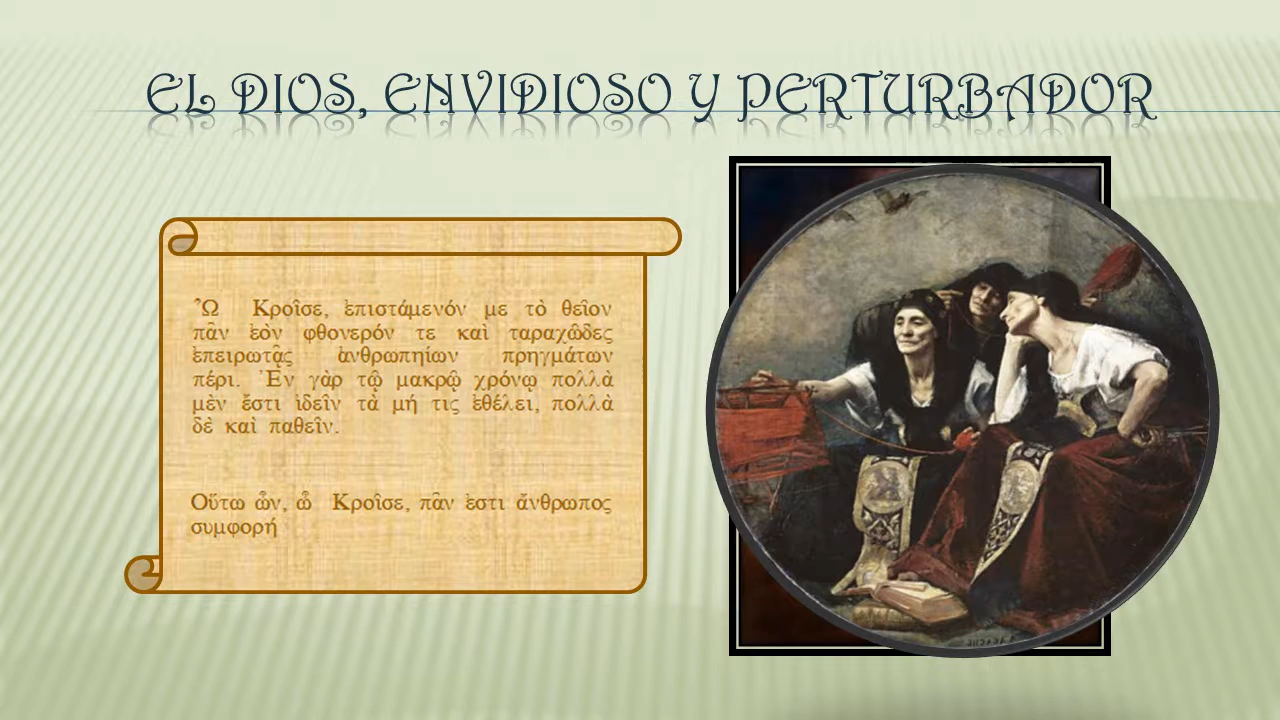 EL DIOS, ENVIDIOSO Y PERTURBADOR
Ὦ Κροῖσε, ἐπιστάμενόν με τὸ θεῖον
πᾶν ἐὸν φθονερόν τε καὶ ταραχῶδες
ἐπειρωτᾷς ἀνθρωπηίων πρηγμάτων
πέρι. Ἐν γὰρ τῷ μακρῷ χρόνῳ πολλὰ
μὲν ἔστι ἰδεῖν τὰ μή τις ἐθέλει, πολλὰ
δὲ καὶ παθεῖν.
Οὕτω ὦν, ὦ Κροῖσε, πᾶν ἐστι ἄνθρωπος
συμφορή